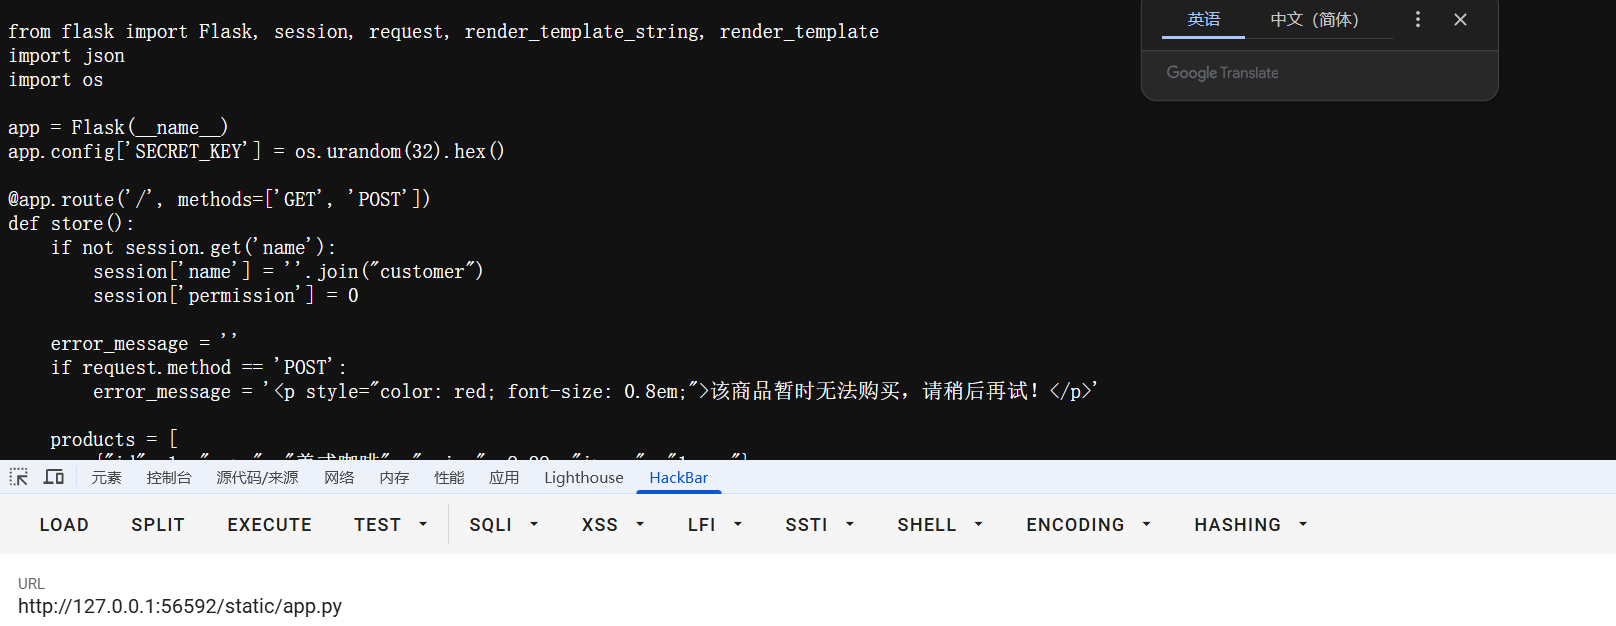 from flask import Flask, session, request, render_template_string, render_template
import json
import os
app = Flask(__name__)
app.config['SECRET_KEY'] = os.urandom(32).hex()
@app.route('/', methods=['GET', 'POST'])
def store():
    if not session.get('name'):
        session['name'] = ''.join("customer")
        session['permission'] = 0
    error_message = ''
    if request.method == 'POST':
        error_message = '<p style="color: red; font-size: 0.8em;">该商品暂时无法购买，请稍后再试！</p>'
    products = [
英语 中文（简体）
Google Translate
元素 控制台 源代码/来源 网络 内存 性能 应用 Lighthouse HackBar
LOAD SPLIT EXECUTE TEST SQLI XSS LFI SSTI SHELL ENCODING HASHING
URL
http://127.0.0.1:56592/static/app.py